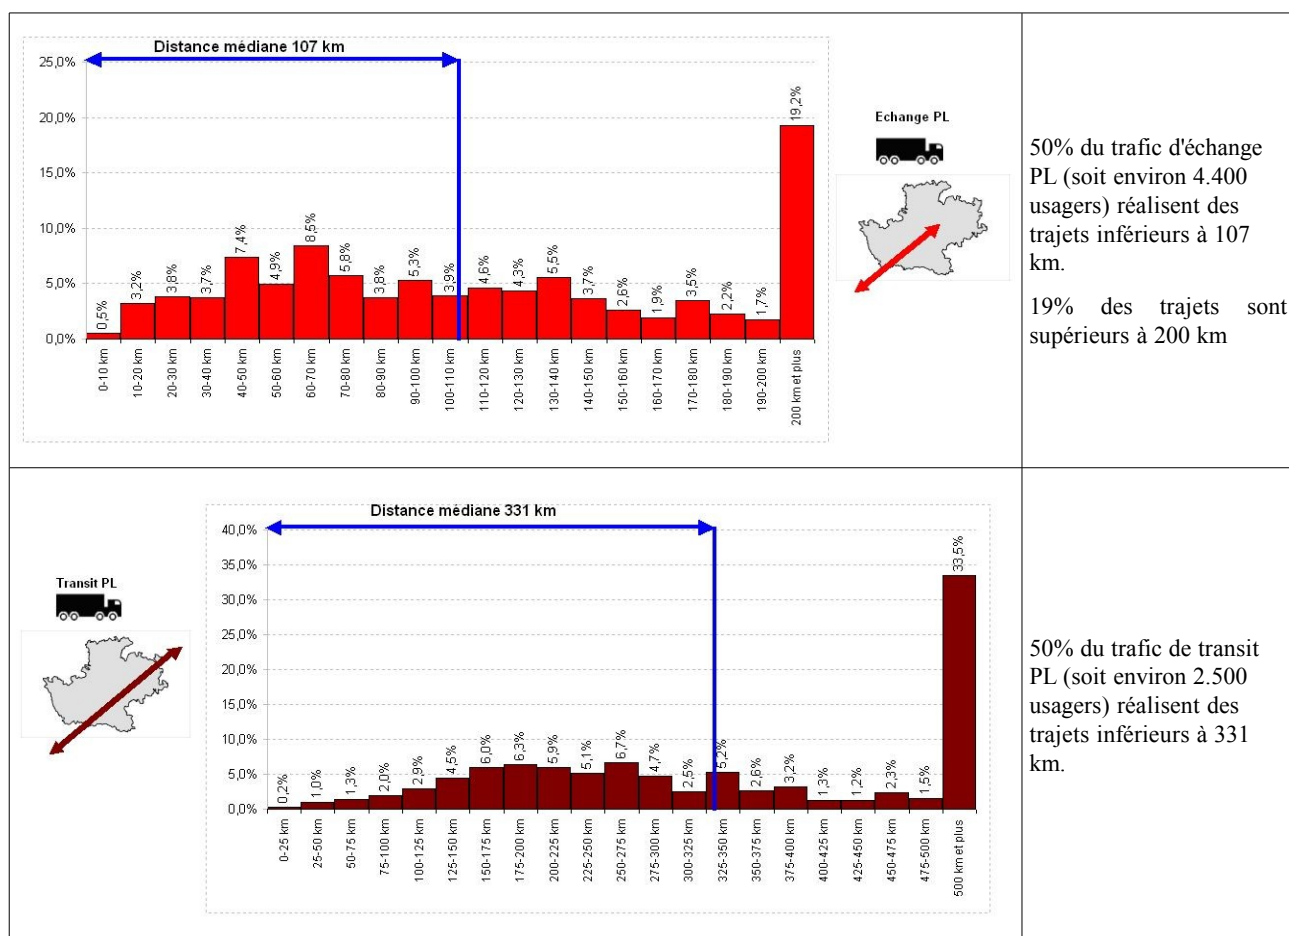 Distance médiane 107 km
25,0%
20,0%
15,0%
10,0%
5,0%
0,0%
0,5%
3,2%
3,8%
3,7%
7,4%
4,9%
8,5%
5,8%
3,8%
5,3%
3,9%
4,6%
4,3%
5,5%
3,7%
2,6%
1,9%
3,5%
2,2%
1,7%
19,2%
0-10 km
10-20 km
20-30 km
30-40 km
40-50 km
50-60 km
60-70 km
70-80 km
80-90 km
90-100 km
100-110 km
110-120 km
120-130 km
130-140 km
140-150 km
150-160 km
160-170 km
170-180 km
180-190 km
190-200 km
200 km et plus
Echange PL
50% du trafic d'échange
PL (soit environ 4.400
usagers) réalisent des
trajets inférieurs à 107
km.
19% des trajets sont
supérieurs à 200 km
Transit PL
Distance médiane 331 km
40,0%
35,0%
30,0%
25,0%
20,0%
15,0%
10,0%
5,0%
0,0%
0,2%
1,0%
1,3%
2,0%
2,9%
4,5%
6,0%
6,3%
5,9%
5,1%
6,7%
4,7%
2,5%
5,2%
2,6%
3,2%
1,3%
1,2%
2,3%
1,5%
33,5%
0-25 km
25-50 km
50-75 km
75-100 km
100-125 km
125-150 km
150-175 km
175-200 km
200-225 km
225-250 km
250-275 km
275-300 km
300-325 km
325-350 km
350-375 km
375-400 km
400-425 km
425-450 km
450-475 km
475-500 km
500 km et plus
50% du trafic de transit
PL (soit environ 2.500
usagers) réalisent des
trajets inférieurs à 331
km.